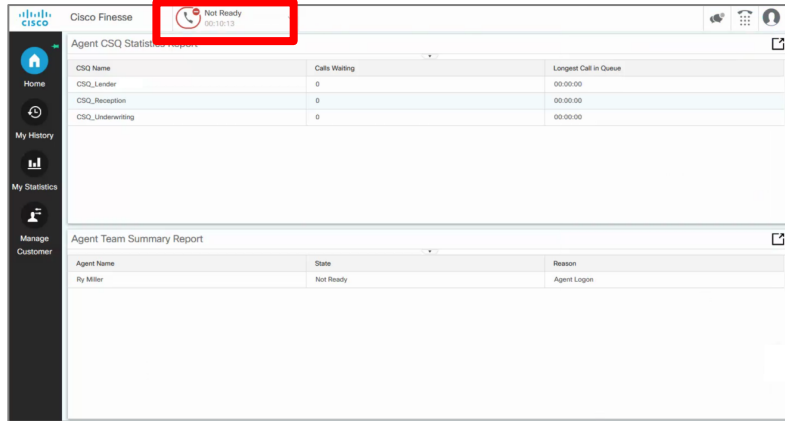 cisco
Cisco Finesse
Not Ready
00:10:13
Agent CSQ Statistics Report
CSQ Name Calls Waiting Longest Call in Queue
CSQ_Lender 0 00:00:00
CSQ_Reception 0 00:00:00
CSQ_Underwriting 0 00:00:00
Home
My History
My Statistics
Manage
Customer
Agent Team Summary Report
Agent Name State Reason
Ry Miller Not Ready Agent Logon